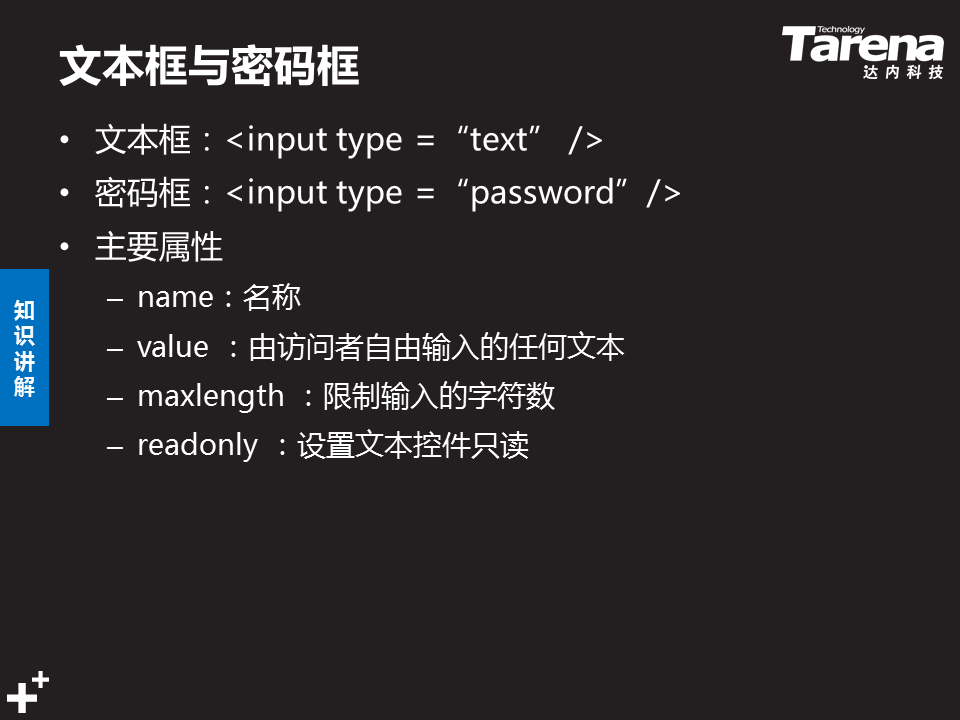 文本框与密码框
Technology
Tarena
达内科技
• 文本框：<input type =“text” />
• 密码框：<input type =“password”/>
• 主要属性
– name：名称
– value ：由访问者自由输入的任何文本
– maxlength ：限制输入的字符数
– readonly ：设置文本控件只读
知
识
讲
解